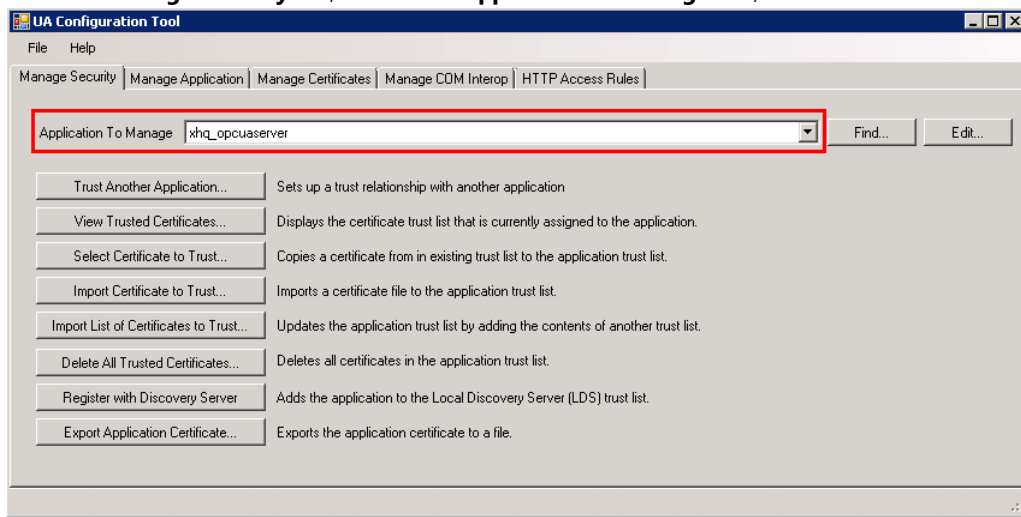 UA Configuration Tool
File Help
Manage Security Manage Application Manage Certificates Manage COM Interop HTTP Access Rules
Application To Manage xhq_opcuaserver Find... Edit...
Trust Another Application... Sets up a trust relationship with another application
View Trusted Certificates... Displays the certificate trust list that is currently assigned to the application.
Select Certificate to Trust... Copies a certificate from in existing trust list to the application trust list.
Import Certificate to Trust... Imports a certificate file to the application trust list.
Import List of Certificates to Trust... Updates the application trust list by adding the contents of another trust list.
Delete All Trusted Certificates... Deletes all certificates in the application trust list.
Register with Discovery Server Adds the application to the Local Discovery Server (LDS) trust list.
Export Application Certificate... Exports the application certificate to a file.